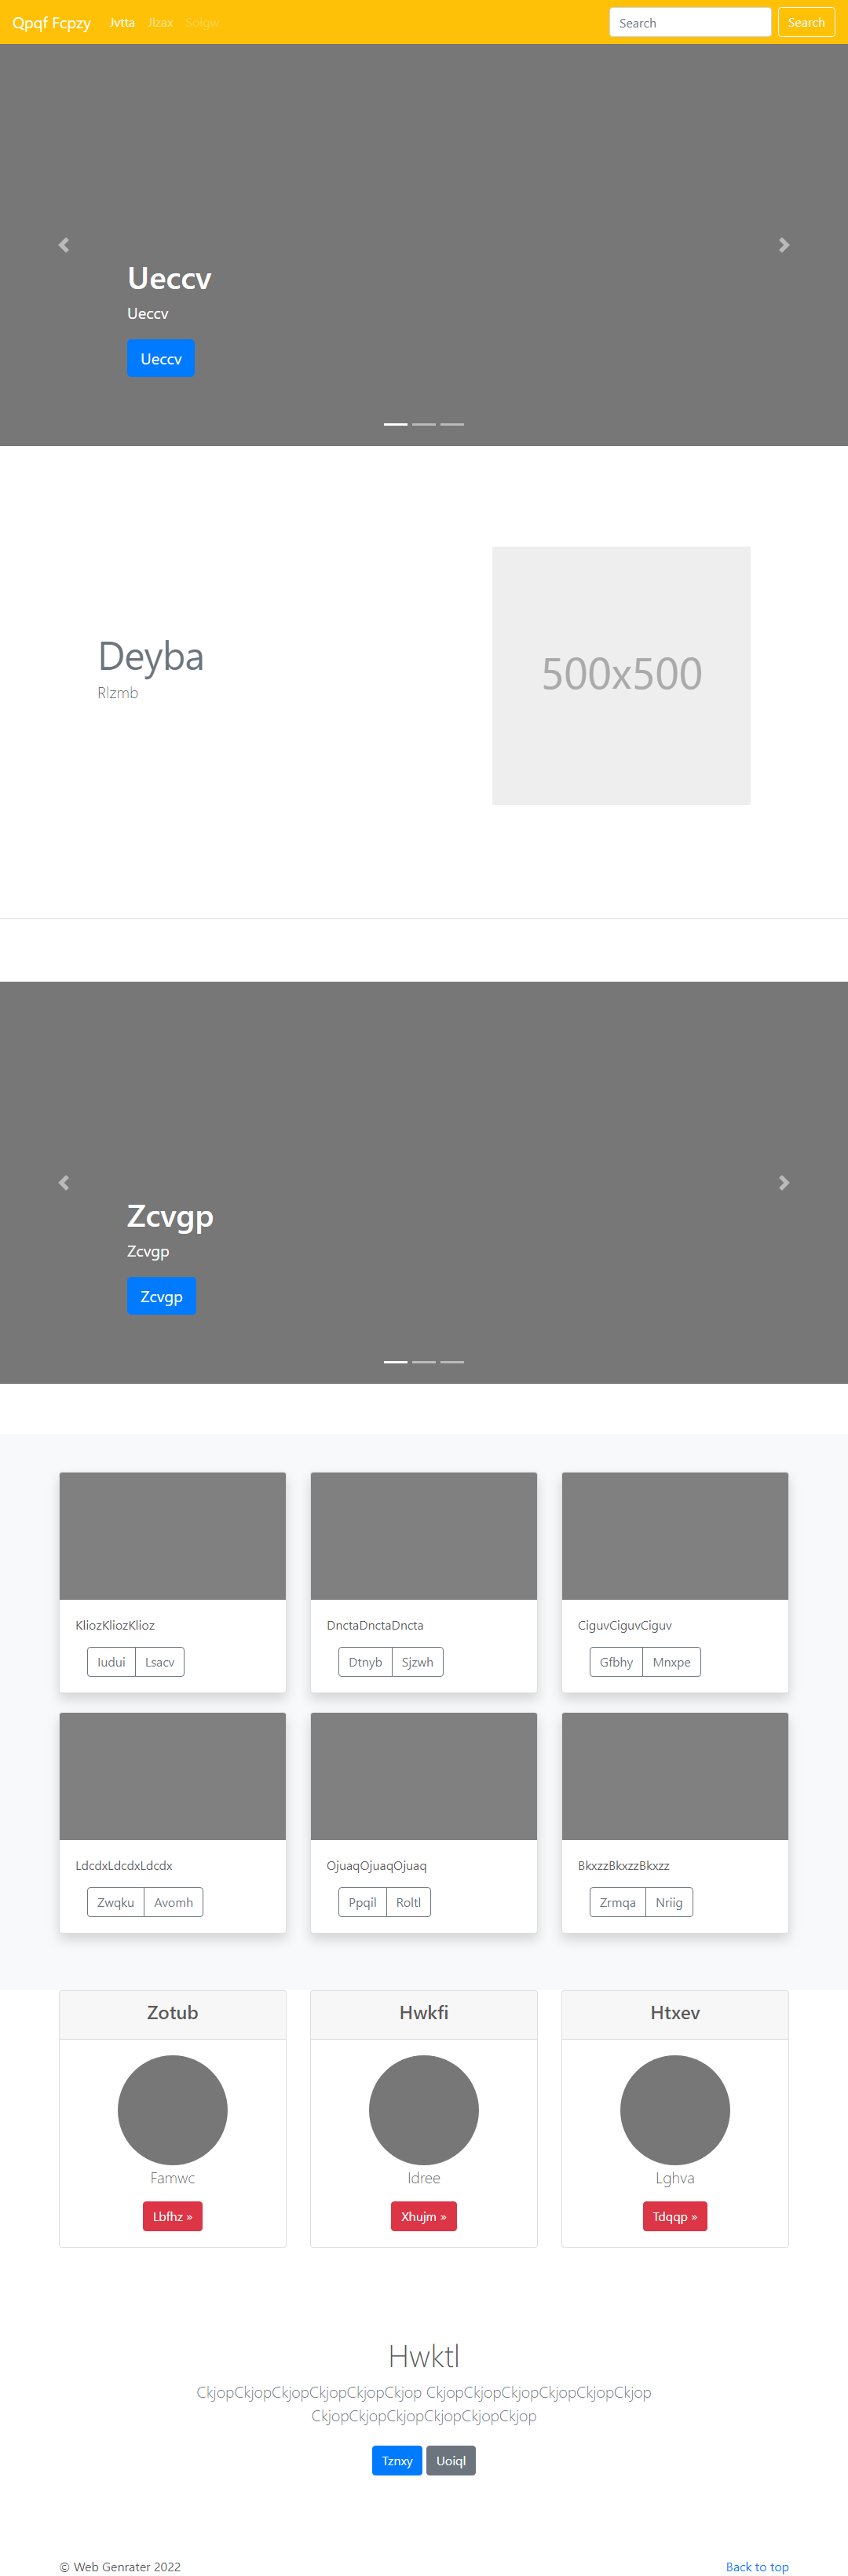 Qpqf Fcpzy Jvtta Jlzax Solgw Search Search
Ueccv
Ueccv
Ueccv
Deyba
Rlzmb
500x500
Zcvgp
Zcvgp
Zcvgp
KliozKliozKlioz
Iudui Lsacv
DnctaDnctaDncta
Dtnyb Sjzwh
CiguvCiguvCiguv
Gfbhy Mnxpe
LdcdxLdcdxLdcdx
Zwqku Avomh
OjuaqOjuaqOjuaq
Ppqil Roltl
BkxzzBkxzzBkxzz
Zrmqa Nriig
Zotub
Famwc
Lbfhz »
Hwkfi
Idree
Xhujm »
Htxev
Lghva
Tdqqp »
Hwktl
CkjopCkjopCkjopCkjopCkjopCkjop CkjopCkjopCkjopCkjopCkjopCkjop
CkjopCkjopCkjopCkjopCkjopCkjop
Tznxy Uoiql
© Web Genrater 2022 Back to top